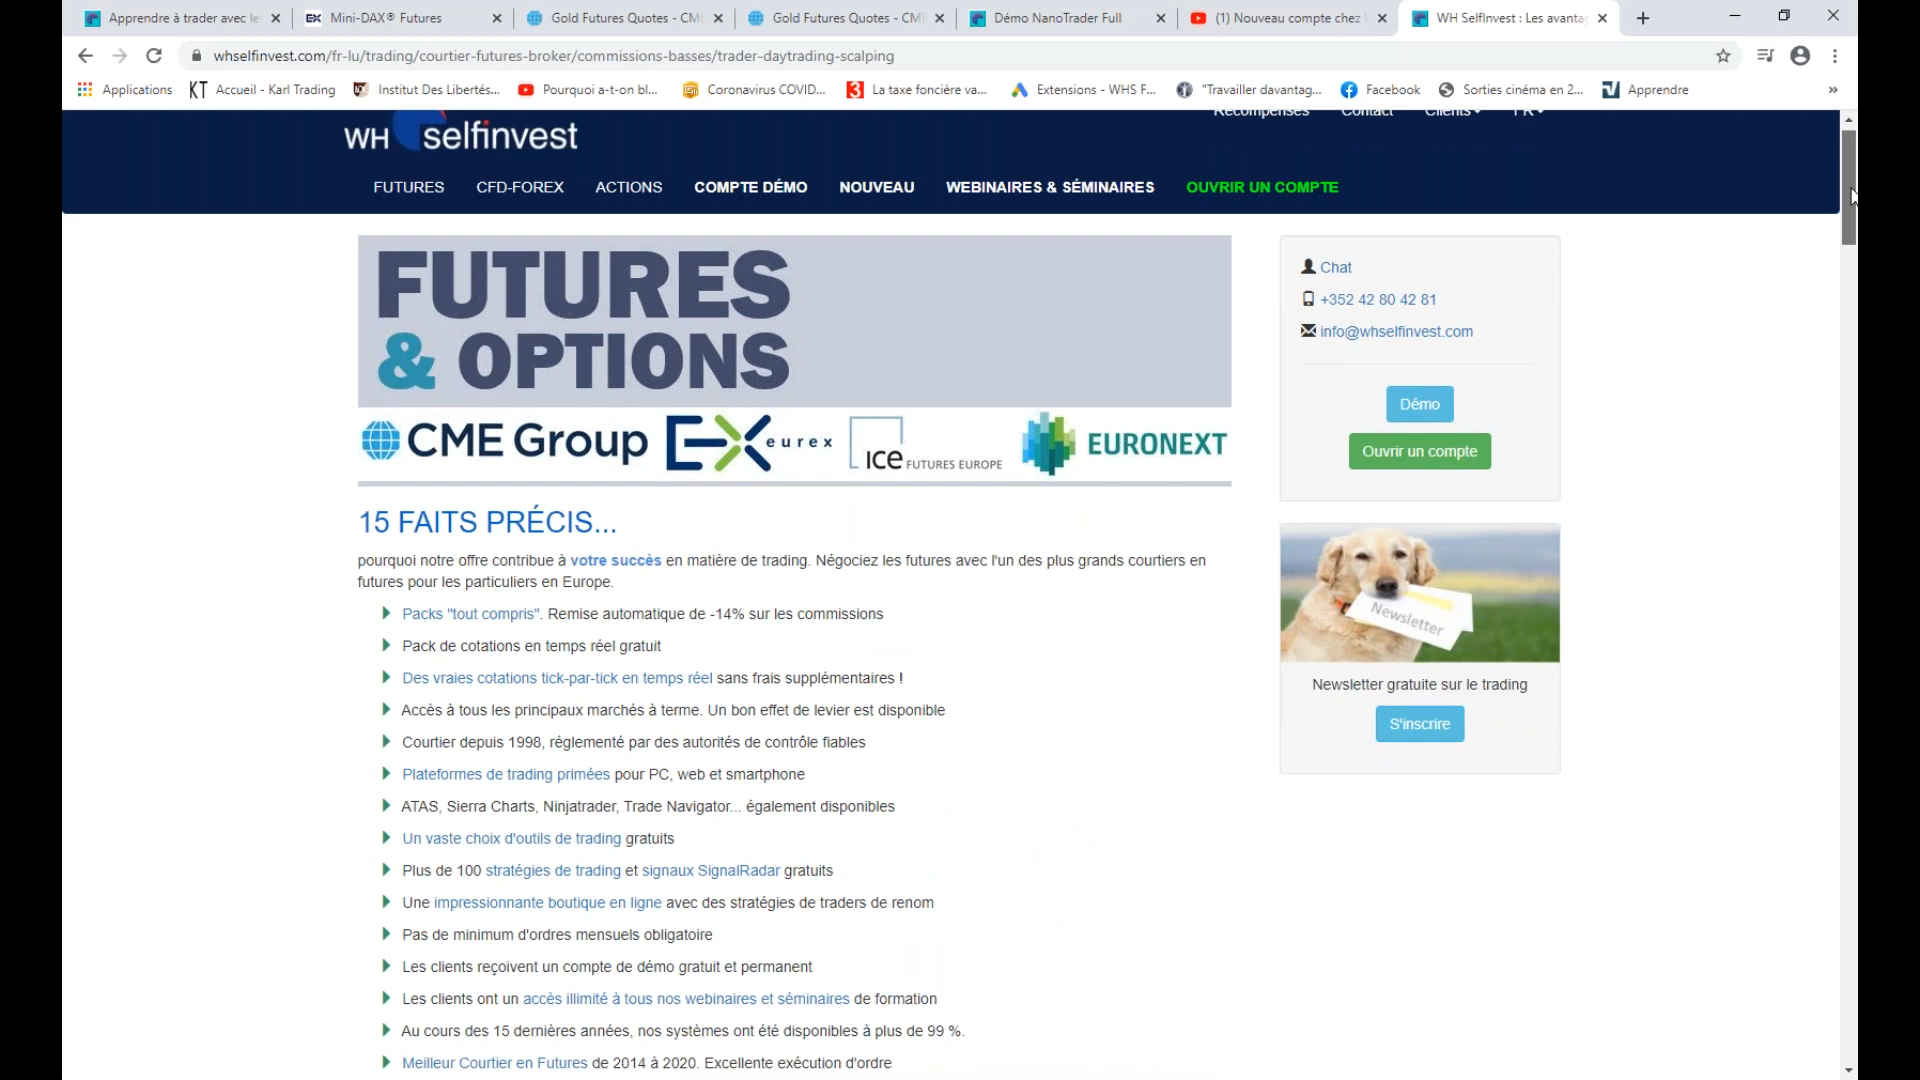 Apprendre à trader avec le
Mini-DAX® Futures
Gold Futures Quotes - CME
Gold Futures Quotes - CME
Démo NanoTrader Full
(1) Nouveau compte chez
WH SelfInvest : Les avanta
whselfinvest.com/fr-lu/trading/courtier-futures-broker/commissions-basses/trader-daytrading-scalping
Applications
KT Accueil - Karl Trading
Institut Des Libertés...
Pourquoi a-t-on bl...
Coronavirus COVID...
3 La taxe foncière va...
Extensions - WHS F...
"Travailler davantag...
Facebook
Sorties cinéma en 2...
Apprendre
»
Récompenses Contact Clients FR
WH selfinvest
FUTURES CFD-FOREX ACTIONS COMPTE DÉMO NOUVEAU WEBINAIRES & SÉMINAIRES OUVRIR UN COMPTE
FUTURES
& OPTIONS
CME Group
EX eurex
ICE FUTURES EUROPE
EURONEXT
15 FAITS PRÉCIS...
pourquoi notre offre contribue à votre succès en matière de trading. Négociez les futures avec l'un des plus grands courtiers en
futures pour les particuliers en Europe.
Packs "tout compris". Remise automatique de -14% sur les commissions
Pack de cotations en temps réel gratuit
Des vraies cotations tick-par-tick en temps réel sans frais supplémentaires !
Accès à tous les principaux marchés à terme. Un bon effet de levier est disponible
Courtier depuis 1998, réglementé par des autorités de contrôle fiables
Plateformes de trading primées pour PC, web et smartphone
ATAS, Sierra Charts, Ninjatrader, Trade Navigator... également disponibles
Un vaste choix d'outils de trading gratuits
Plus de 100 stratégies de trading et signaux SignalRadar gratuits
Une impressionnante boutique en ligne avec des stratégies de traders de renom
Pas de minimum d'ordres mensuels obligatoire
Les clients reçoivent un compte de démo gratuit et permanent
Les clients ont un accès illimité à tous nos webinaires et séminaires de formation
Au cours des 15 dernières années, nos systèmes ont été disponibles à plus de 99 %.
Meilleur Courtier en Futures de 2014 à 2020. Excellente exécution d'ordre
Chat
+352 42 80 42 81
info@whselfinvest.com
Démo
Ouvrir un compte
Newsletter
Newsletter gratuite sur le trading
S'inscrire